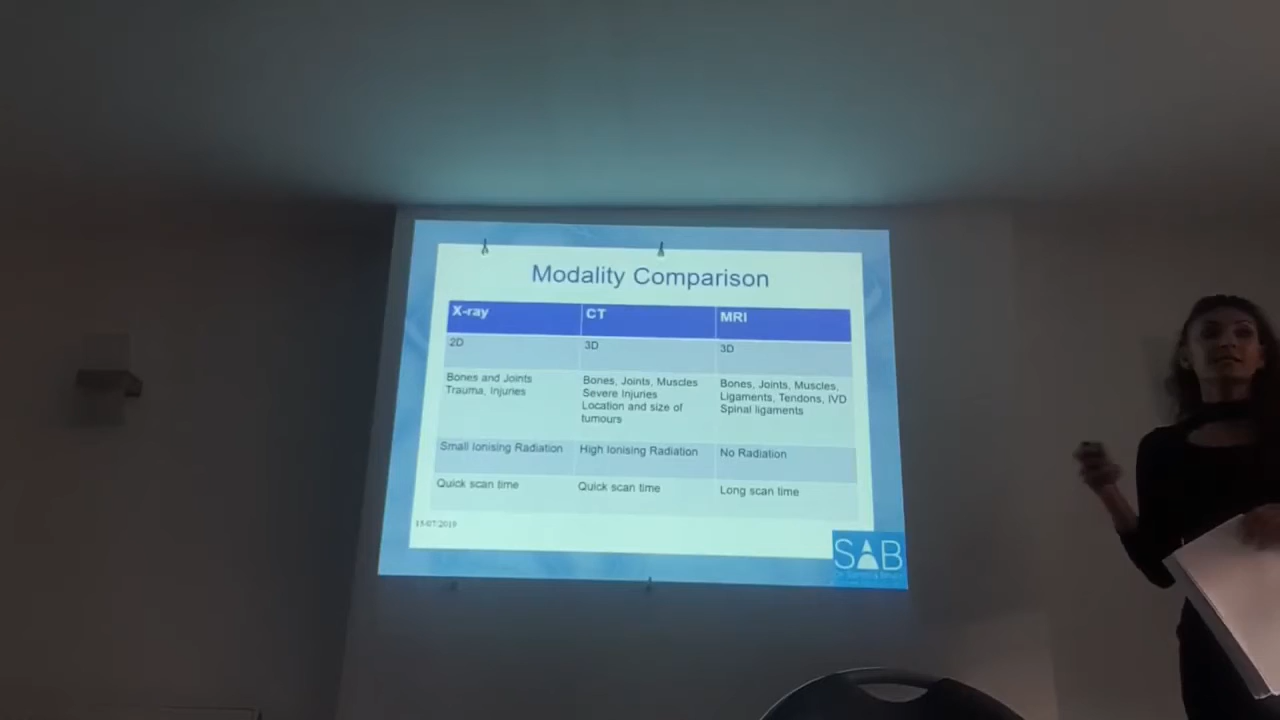 Modality Comparison
X-ray CT MRI
2D 3D 3D
Bones and Joints
Trauma, Injuries
Bones, Joints, Muscles
Severe Injuries
Location and size of
tumours
Bones, Joints, Muscles,
Ligaments, Tendons, IVD
Spinal ligaments
Small Ionising Radiation High Ionising Radiation No Radiation
Quick scan time Quick scan time Long scan time
SAB